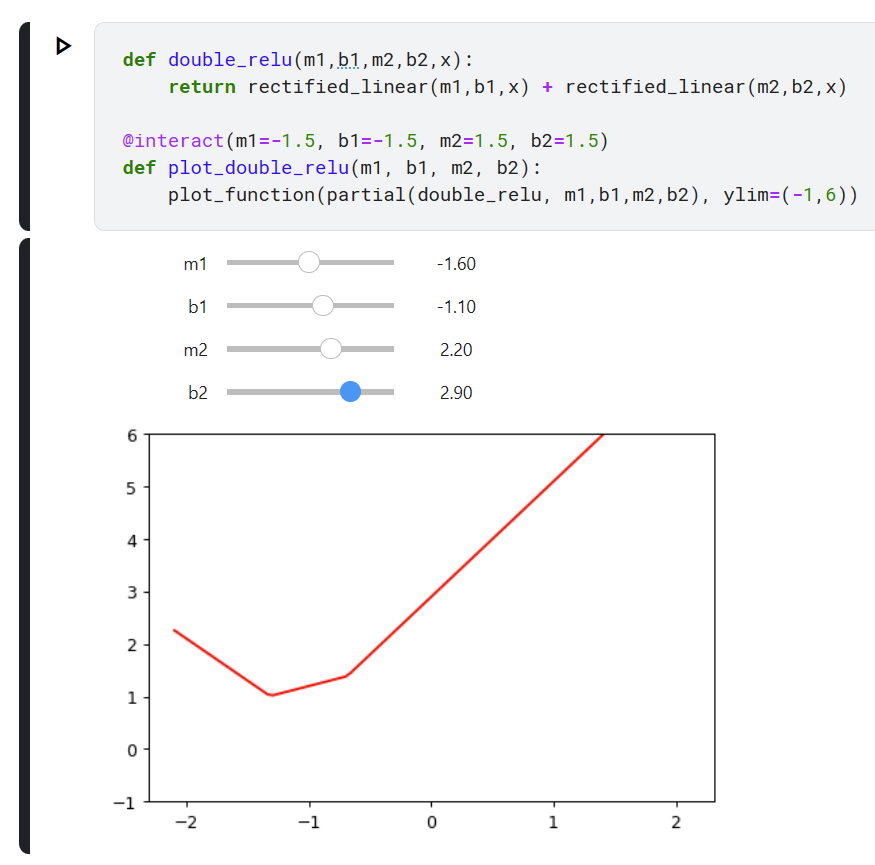 def double_relu(m1,b1,m2,b2,x):
    return rectified_linear(m1,b1,x) + rectified_linear(m2,b2,x)
@interact(m1=-1.5, b1=-1.5, m2=1.5, b2=1.5)
def plot_double_relu(m1, b1, m2, b2):
    plot_function(partial(double_relu, m1,b1,m2,b2), ylim=(-1,6))
m1 -1.60
b1 -1.10
m2 2.20
b2 2.90
6
5
4
3
2
1
0
−1
−2 −1 0 1 2